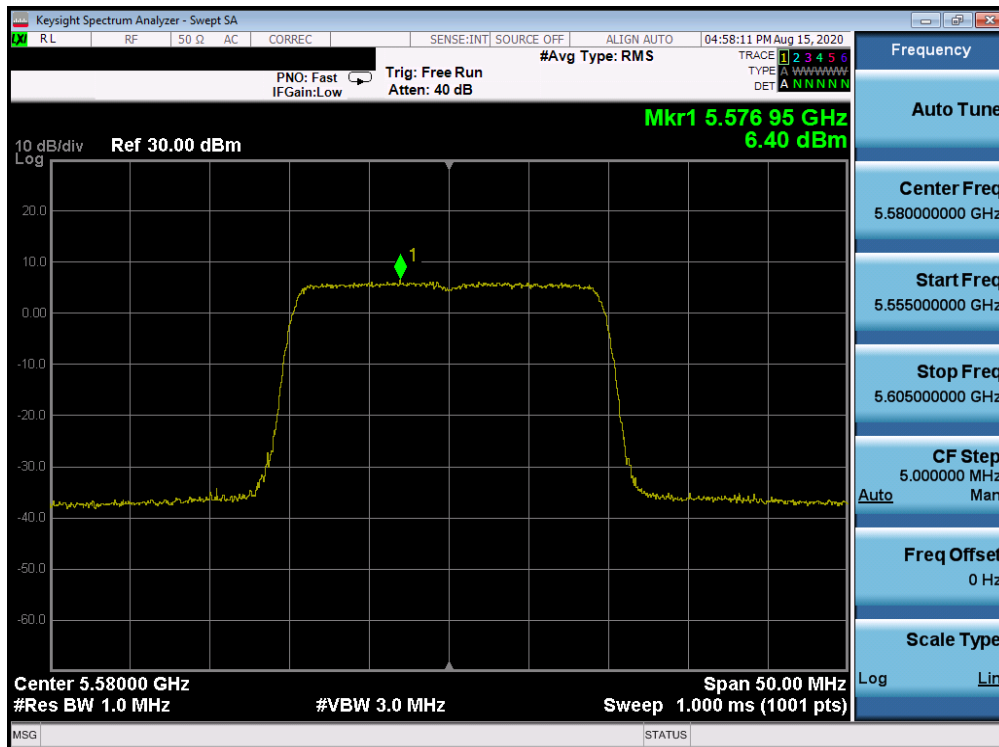 Keysight Spectrum Analyzer - Swept SA
LXI RL RF 50 Ω AC CORREC SENSE:INT SOURCE OFF ALIGN AUTO 04:58:11 PM Aug 15, 2020
#Avg Type: RMS
TRACE 1 2 3 4 5 6
PNO: Fast Trig: Free Run
TYPE A WWWWW
IFGain:Low Atten: 40 dB
DET A N N N N N
Mkr1 5.576 95 GHz
6.40 dBm
10 dB/div Ref 30.00 dBm
Log
1
20.0
10.0
0.00
-10.0
-20.0
-30.0
-40.0
-50.0
-60.0
Center 5.58000 GHz Span 50.00 MHz
#Res BW 1.0 MHz #VBW 3.0 MHz Sweep 1.000 ms (1001 pts)
MSG STATUS
Frequency
Auto Tune
Center Freq
5.580000000 GHz
Start Freq
5.555000000 GHz
Stop Freq
5.605000000 GHz
CF Step
5.000000 MHz
Auto Man
Freq Offset
0 Hz
Scale Type
Log Lin